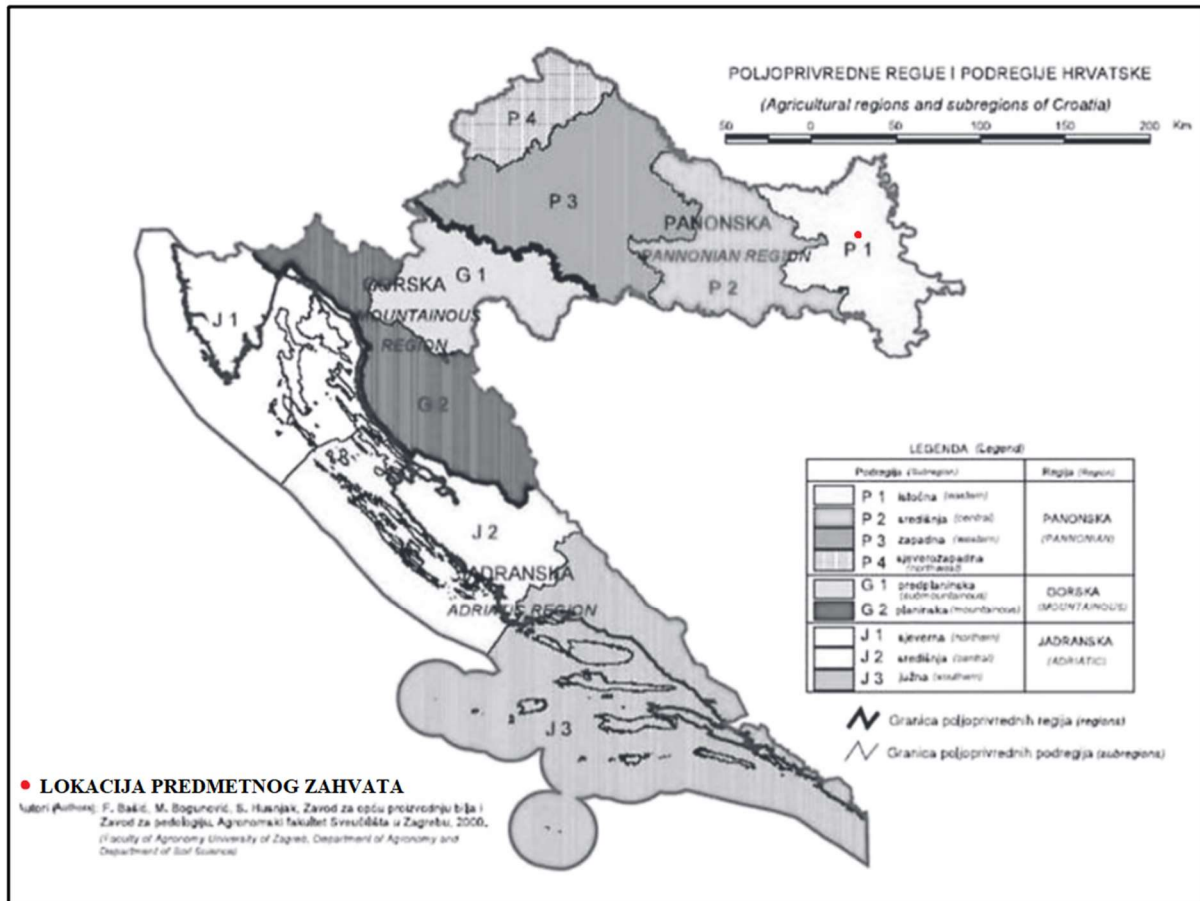 POLJOPRIVREDNE REGIJE I PODREGIJE HRVATSKE
(Agricultural regions and subregions of Croatia)
50 0 50 100 150 200 Km
P 4
P 3
PANONSKA
PANNONIAN REGION
P 1
P 2
GORSKA
G 1
MOUNTAINOUS
REGION
J 1
G 2
J 2
JADRANSKA
ADRIATIC REGION
J 3
LEGENDA (Legend)
Podregija (Subregion) Regija (Region)
P 1 istočna (eastern)
P 2 središnja (central)
P 3 zapadna (western)
P 4 sjeverozapadna (northwest)
PANONSKA
(PANNONIAN)
G 1 predplaninska (submountainous)
G 2 planinska (mountainous)
GORSKA
(MOUNTAINOUS)
J 1 sjeverna (northern)
J 2 središnja (central)
J 3 južna (southern)
JADRANSKA
(ADRIATIC)
Granica poljoprivrednih regija (regions)
Granica poljoprivrednih podregija (subregions)
LOKACIJA PREDMETNOG ZAHVATA
Autori (Authors): F. Bašić, M. Bogunović, S. Husnjak, Zavod za opću proizvodnju bilja i
Zavod za pedologiju, Agronomski fakultet Sveučilišta u Zagrebu, 2000.
(Faculty of Agronomy University of Zagreb, Department of Agronomy and
Department of Soil Science)